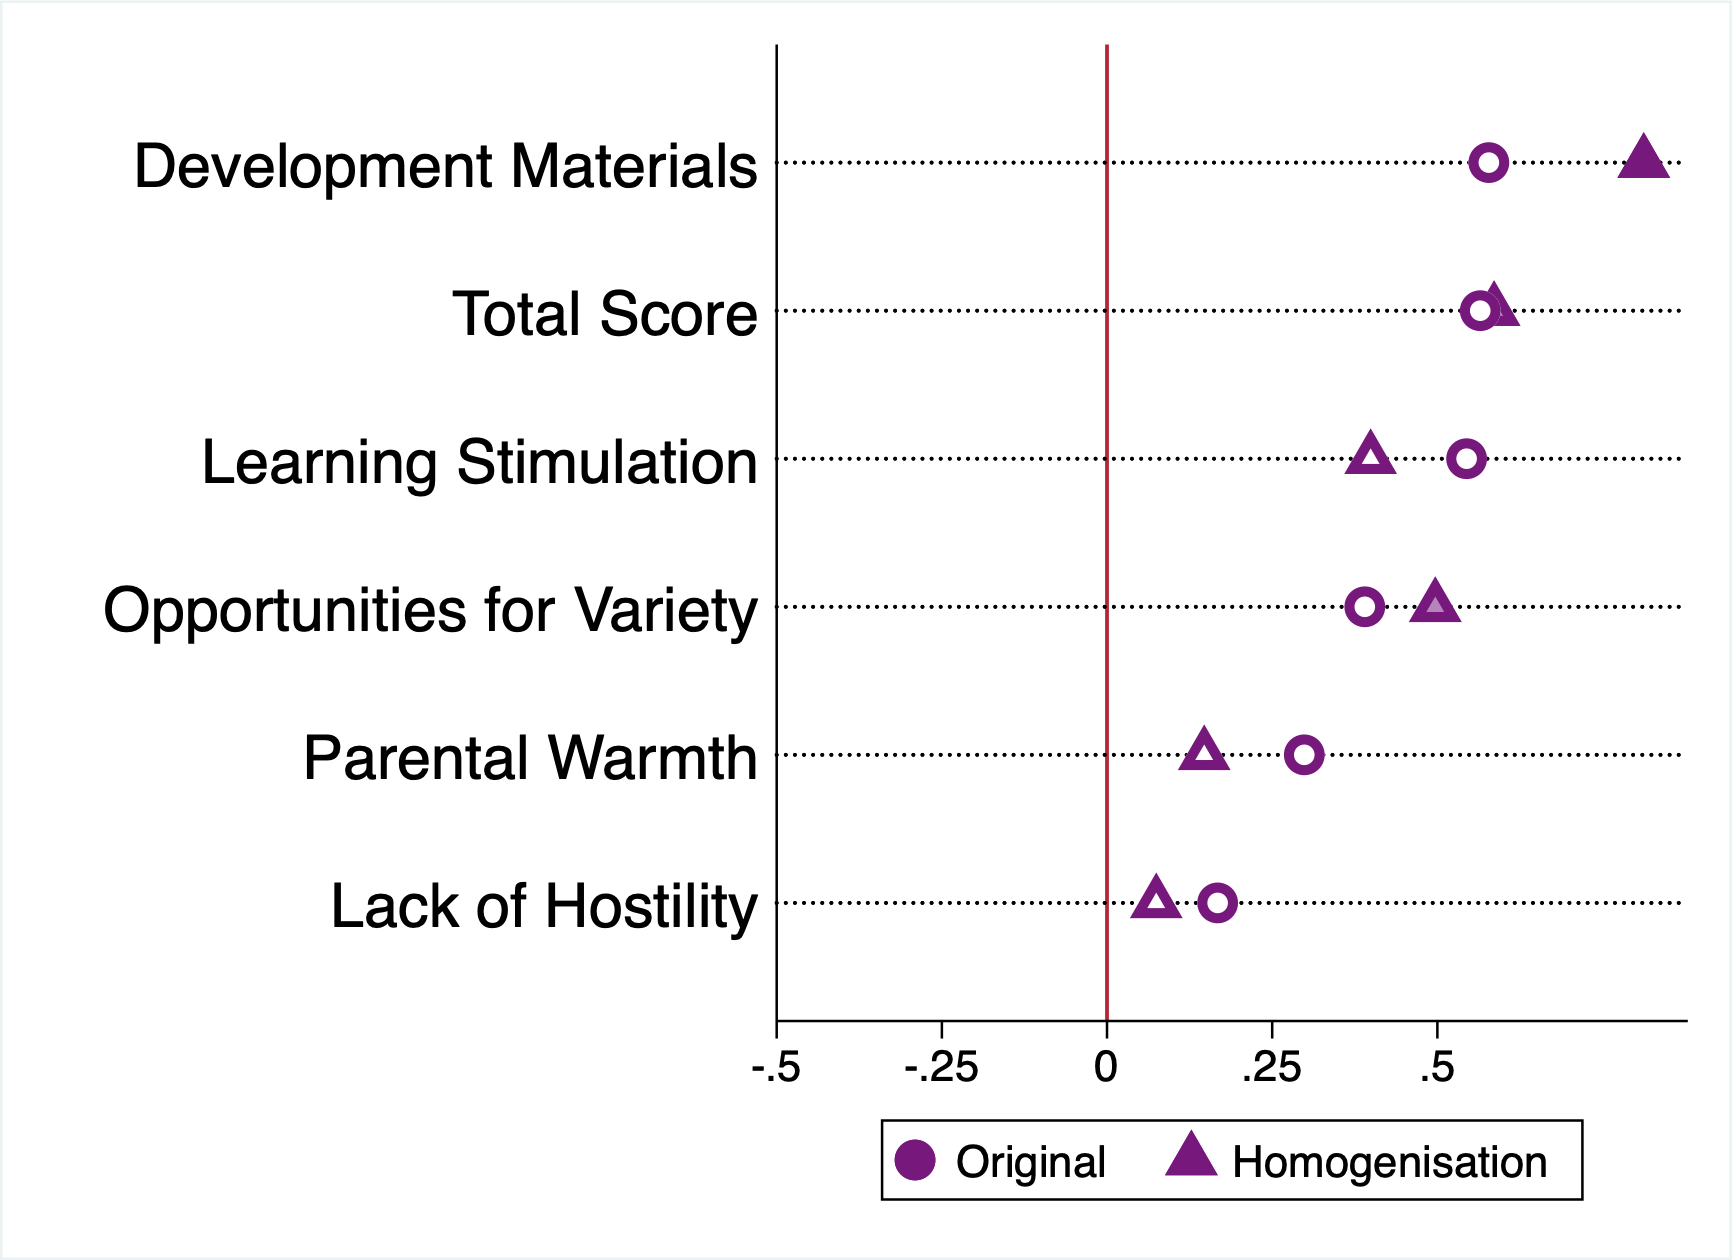 Development Materials
Total Score
Learning Stimulation
Opportunities for Variety
Parental Warmth
Lack of Hostility
-.5 -.25 0 .25 .5
Original Homogenisation